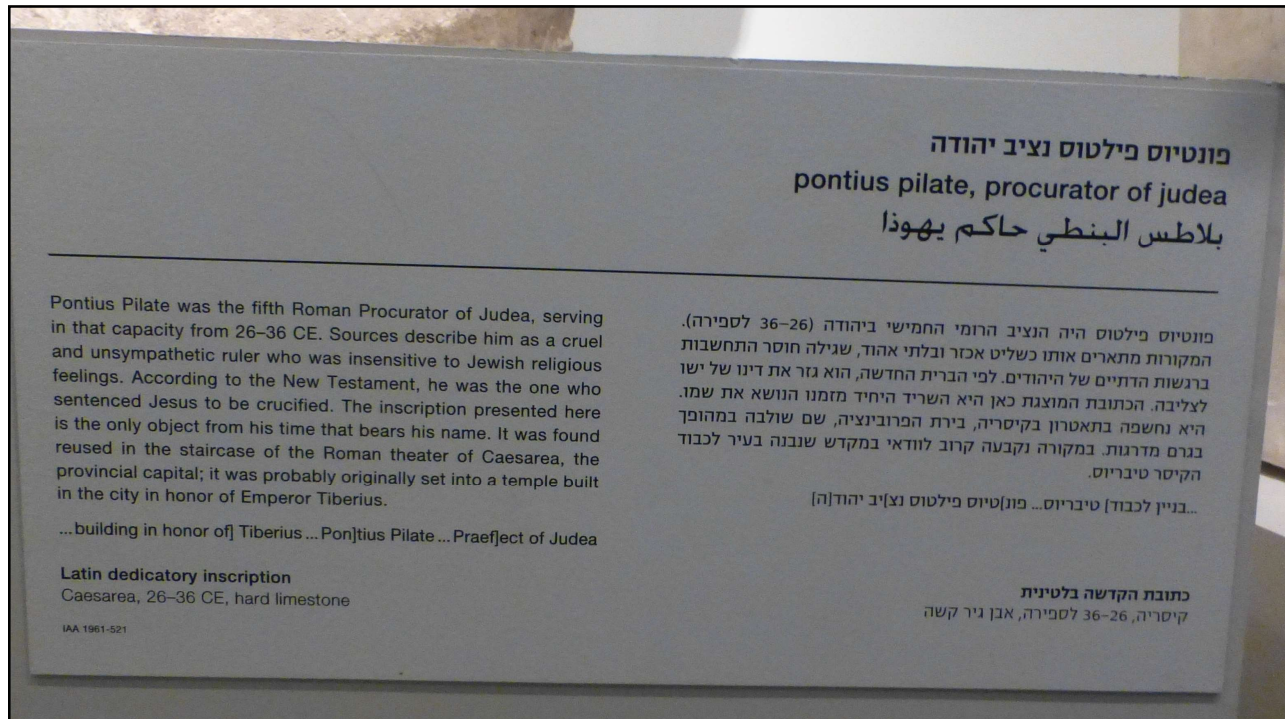 פונטיוס פילטוס נציב יהודה
pontius pilate, procurator of judea
بلاطس البنطي حاكم يهوذا
Pontius Pilate was the fifth Roman Procurator of Judea, serving
in that capacity from 26–36 CE. Sources describe him as a cruel
and unsympathetic ruler who was insensitive to Jewish religious
feelings. According to the New Testament, he was the one who
sentenced Jesus to be crucified. The inscription presented here
is the only object from his time that bears his name. It was found
reused in the staircase of the Roman theater of Caesarea, the
provincial capital; it was probably originally set into a temple built
in the city in honor of Emperor Tiberius.
...building in honor of] Tiberius...Pon]tius Pilate...Praef]ect of Judea
Latin dedicatory inscription
Caesarea, 26–36 CE, hard limestone
IAA 1961-521
פונטיוס פילטוס היה הנציב הרומי החמישי ביהודה (26–36 לספירה).
המקורות מתארים אותו כשליט אכזר ובלתי אהוד, שגילה חוסר התחשבות
ברגשות הדתיים של היהודים. לפי הברית החדשה, הוא גזר את דינו של ישו
לצליבה. הכתובת המוצגת כאן היא השריד היחיד מזמנו הנושא את שמו.
היא נחשפה בתאטרון בקיסריה, בירת הפרובינציה, שם שולבה במהופך
בגרם מדרגות. במקורה נקבעה קרוב לוודאי במקדש שנבנה בעיר לכבוד
הקיסר טיבריוס.
...בניין לכבוד] טיבריוס... פונ]טיוס פילטוס נצ]יב יהוד[ה]
כתובת הקדשה בלטינית
קיסריה, 26–36 לספירה, אבן גיר קשה